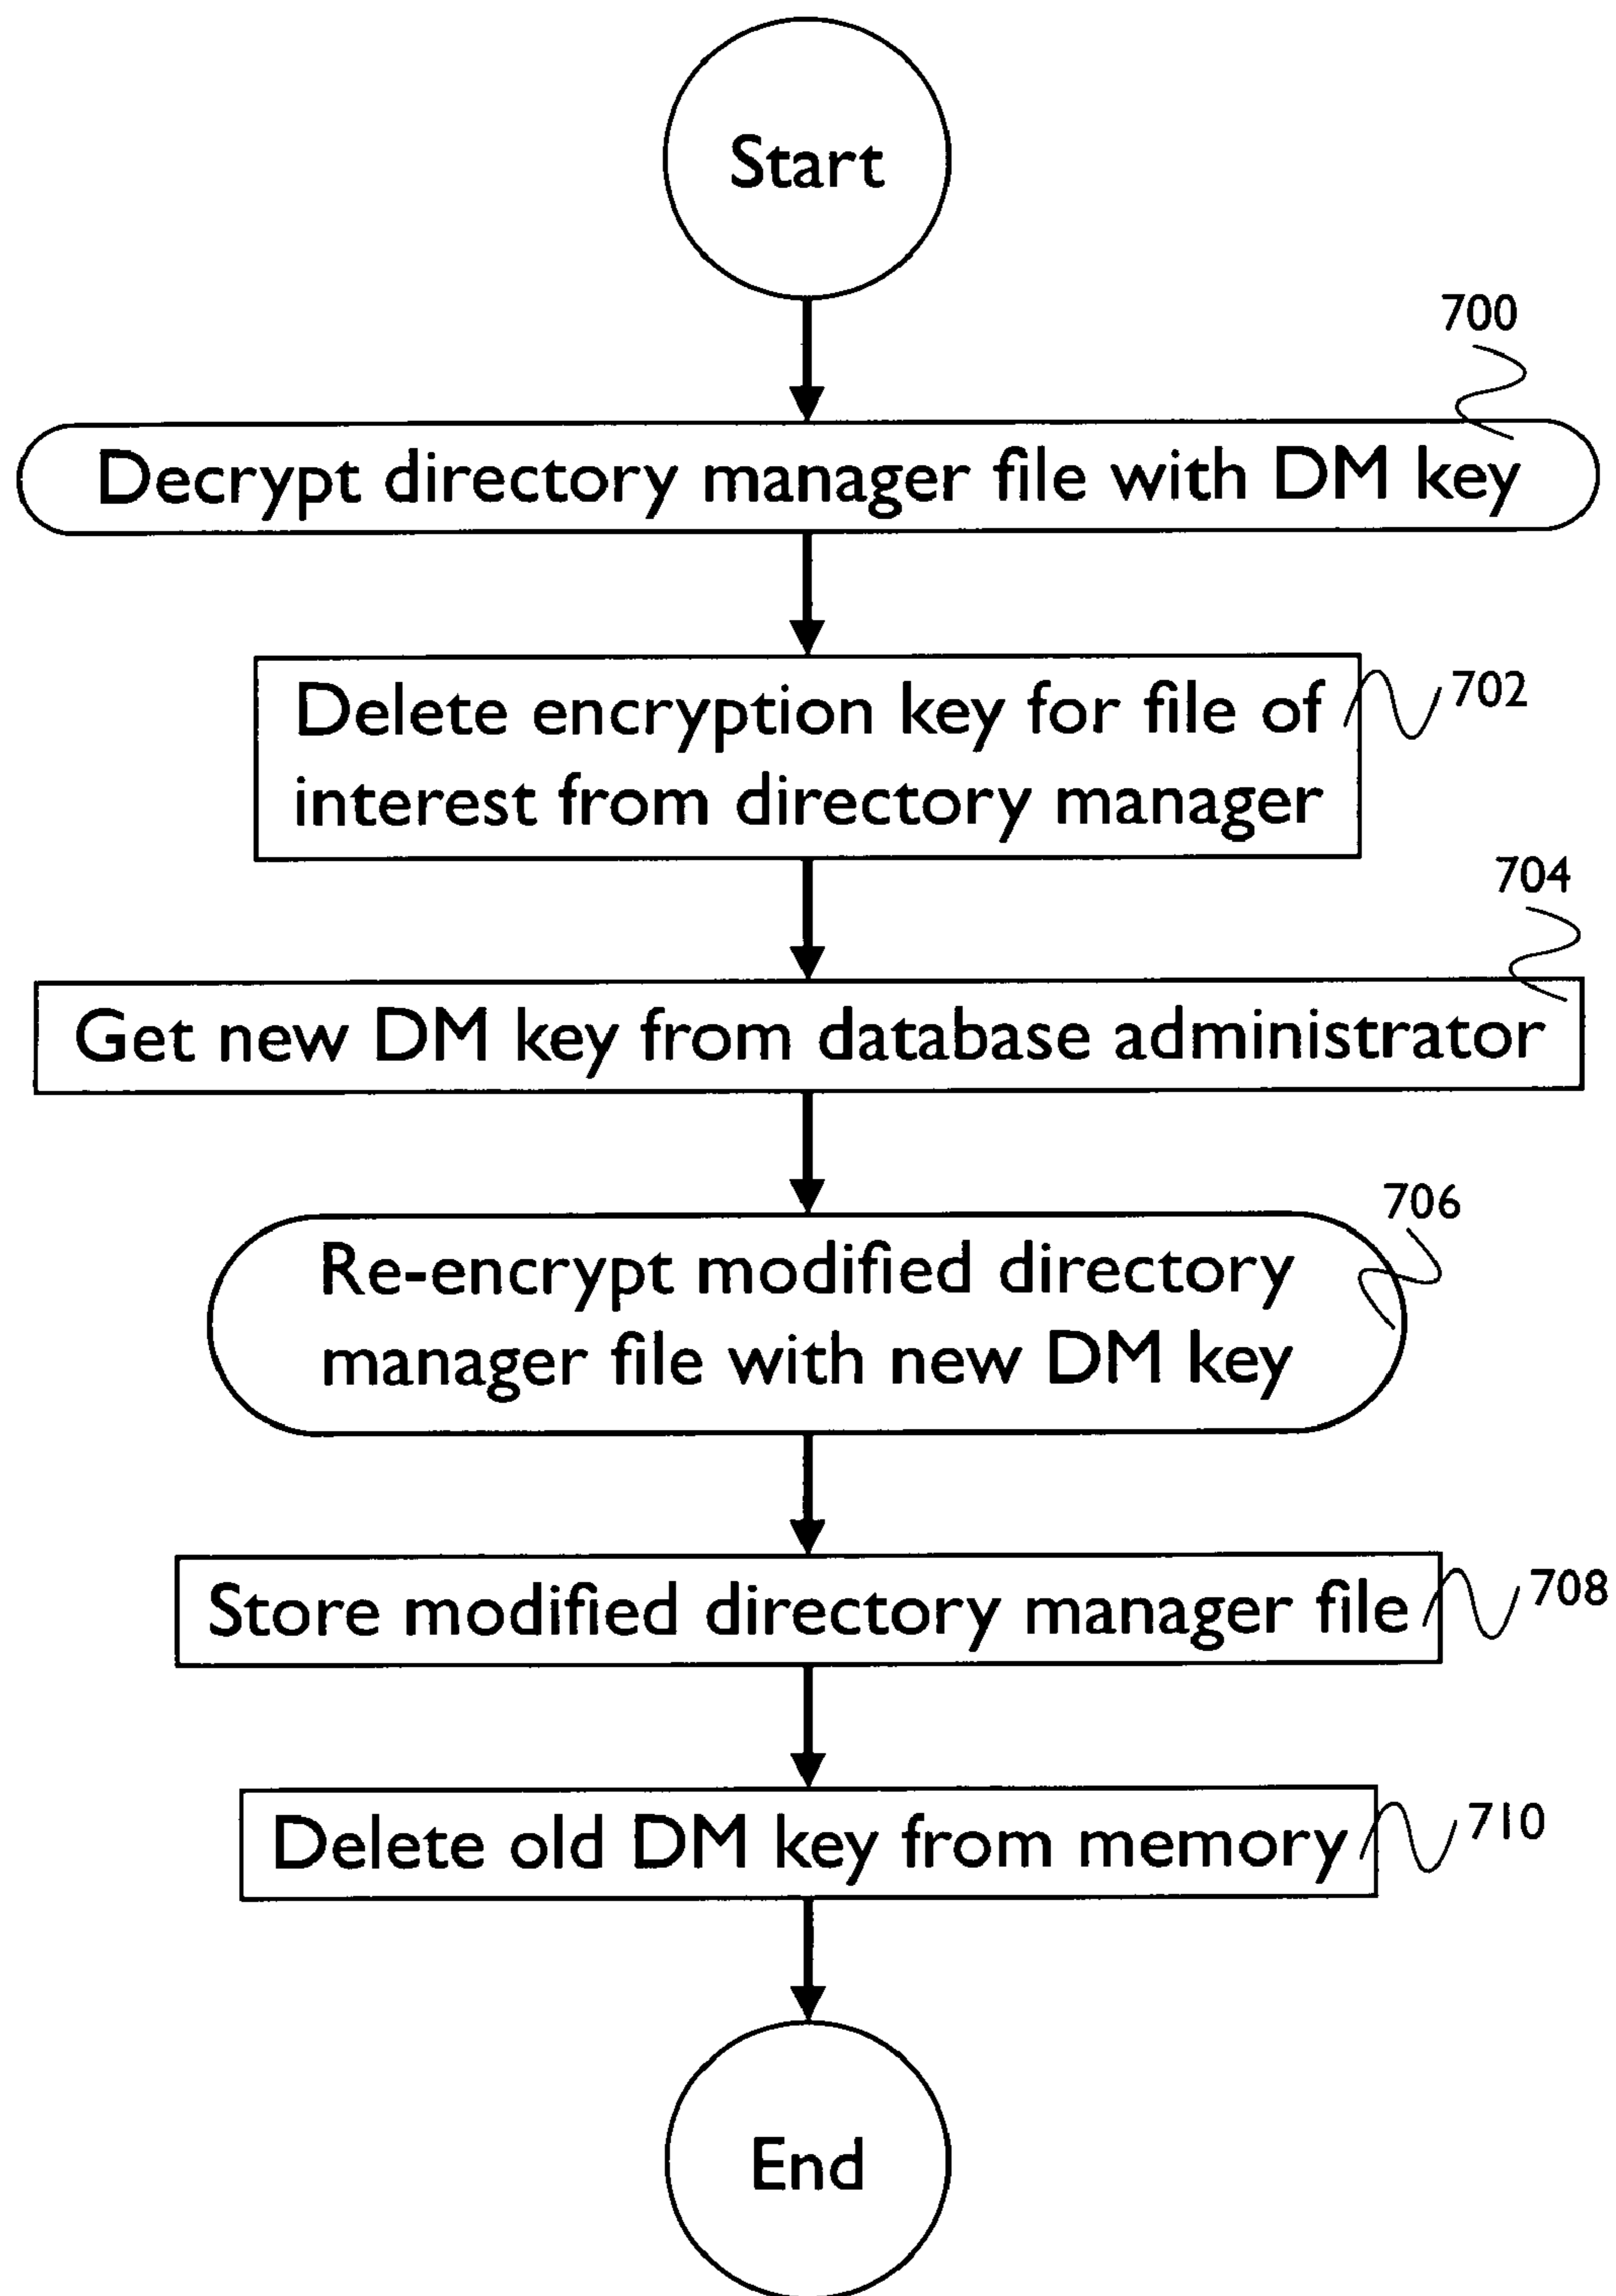 Start
700
Decrypt directory manager file with DM key
Delete encryption key for file of
interest from directory manager
702
704
Get new DM key from database administrator
706
Re-encrypt modified directory
manager file with new DM key
Store modified directory manager file
708
Delete old DM key from memory
710
End